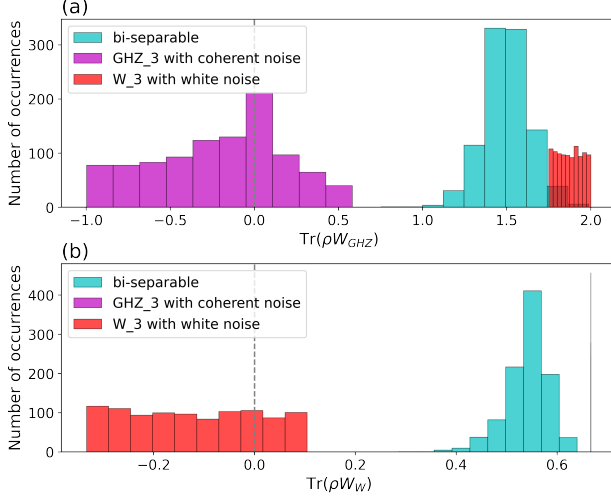 (a)
Number of occurrences
300
200
100
0
bi-separable
GHZ_3 with coherent noise
W_3 with white noise
−1.0 −0.5 0.0 0.5 1.0 1.5 2.0
Tr(ρW_{GHZ})
(b)
Number of occurrences
400
300
200
100
0
bi-separable
GHZ_3 with coherent noise
W_3 with white noise
−0.2 0.0 0.2 0.4 0.6
Tr(ρW_W)